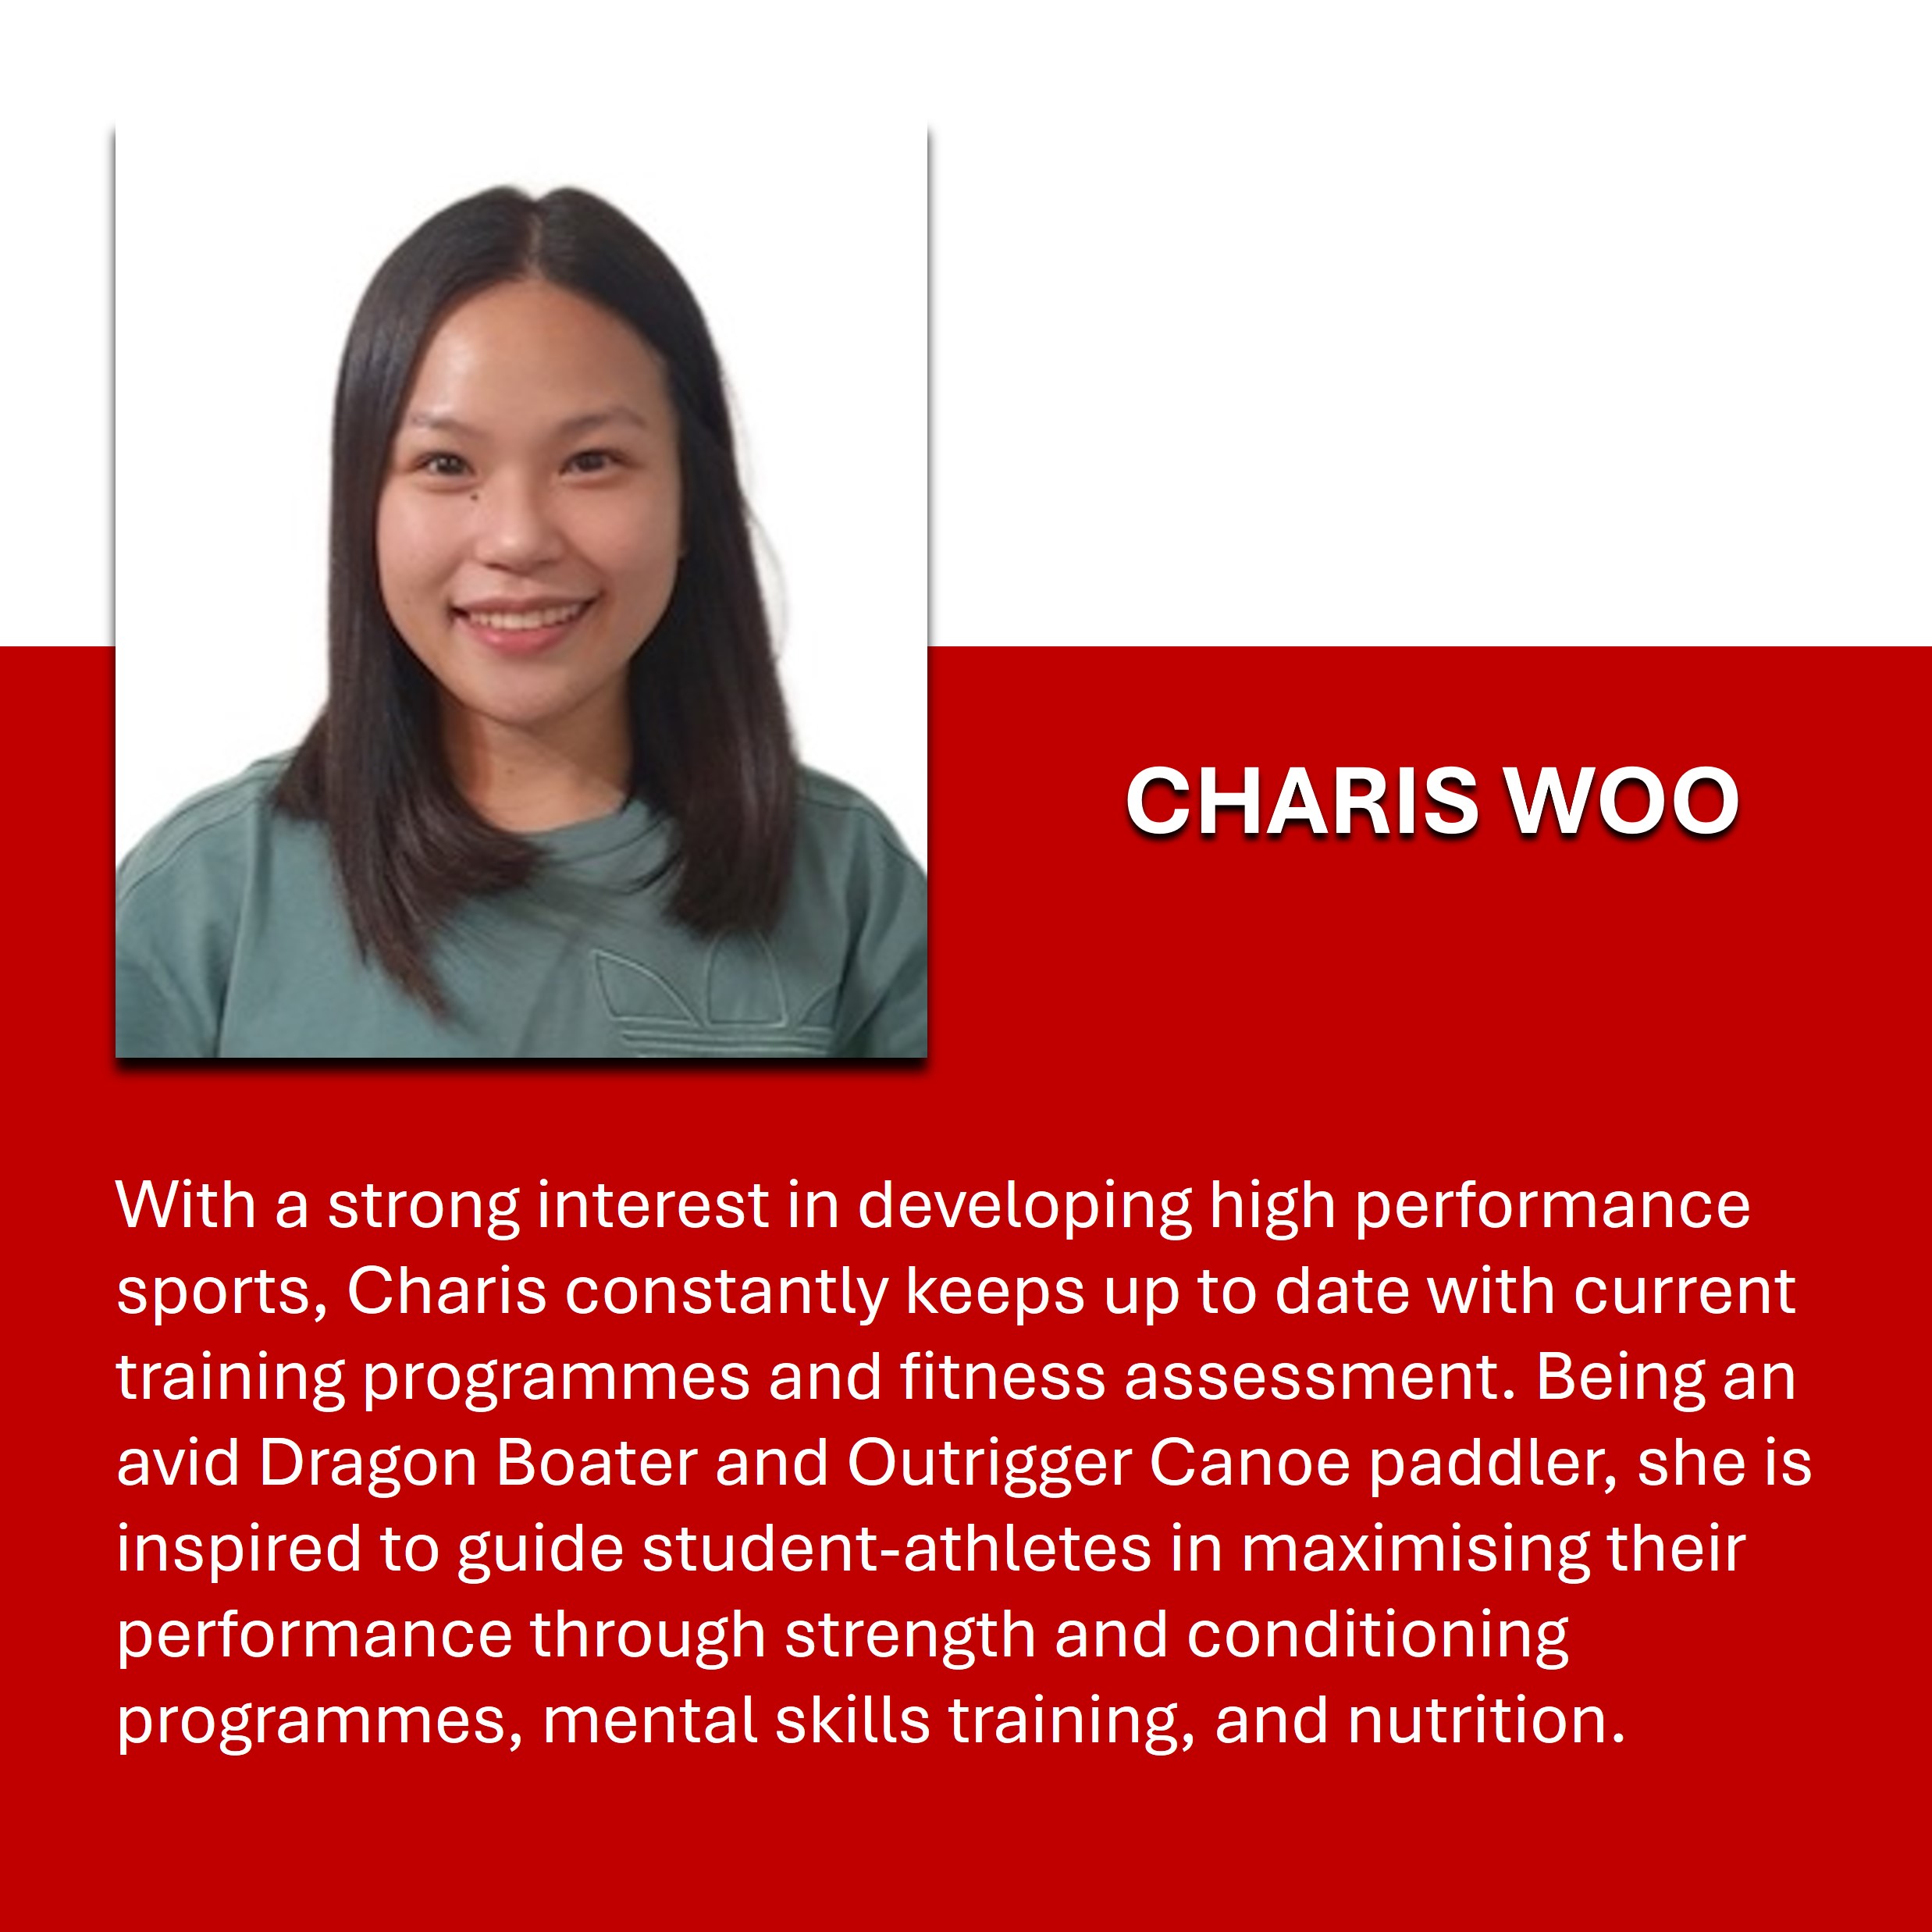 CHARIS WOO
With a strong interest in developing high performance
sports, Charis constantly keeps up to date with current
training programmes and fitness assessment. Being an
avid Dragon Boater and Outrigger Canoe paddler, she is
inspired to guide student-athletes in maximising their
performance through strength and conditioning
programmes, mental skills training, and nutrition.